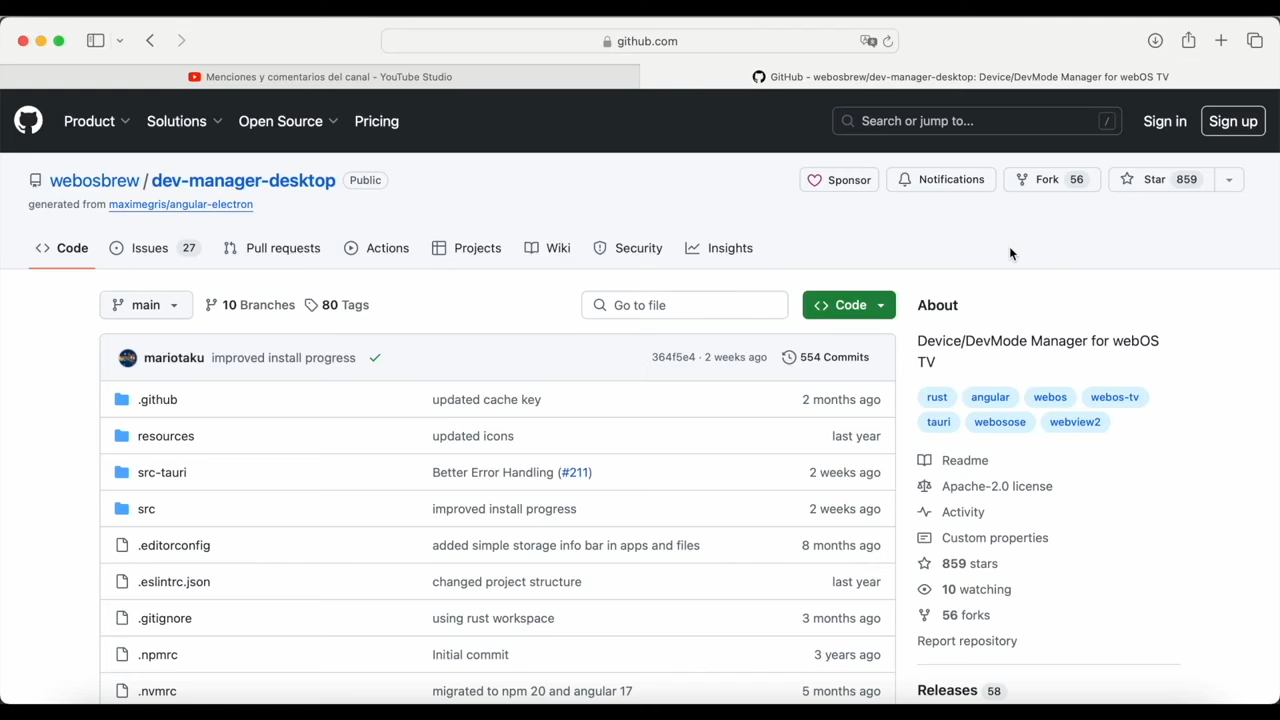 github.com
Menciones y comentarios del canal - YouTube Studio
GitHub - webosbrew/dev-manager-desktop: Device/DevMode Manager for webOS TV
Product
Solutions
Open Source
Pricing
Search or jump to...
/
Sign in
Sign up
webosbrew / dev-manager-desktop
Public
Sponsor
Notifications
Fork 56
Star 859
generated from maximegris/angular-electron
Code
Issues 27
Pull requests
Actions
Projects
Wiki
Security
Insights
main
10 Branches
80 Tags
Go to file
Code
mariotaku improved install progress
364f5e4 · 2 weeks ago
554 Commits
.github updated cache key 2 months ago
resources updated icons last year
src-tauri Better Error Handling (#211) 2 weeks ago
src improved install progress 2 weeks ago
.editorconfig added simple storage info bar in apps and files 8 months ago
.eslintrc.json changed project structure last year
.gitignore using rust workspace 3 months ago
.npmrc Initial commit 3 years ago
.nvmrc migrated to npm 20 and angular 17 5 months ago
About
Device/DevMode Manager for webOS
TV
rust angular webos webos-tv
tauri webosose webview2
Readme
Apache-2.0 license
Activity
Custom properties
859 stars
10 watching
56 forks
Report repository
Releases 58